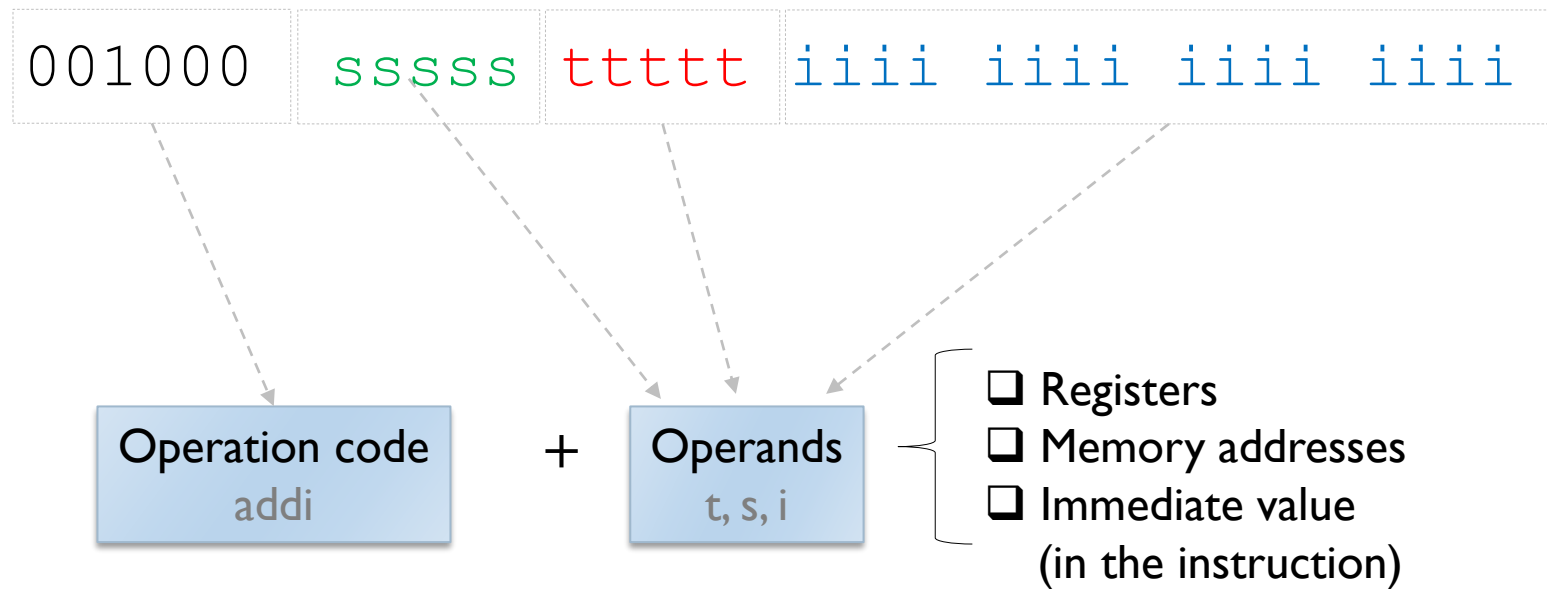 001000 sssss ttttt iiii iiii iiii iiii
Operation code
addi
+
Operands
t, s, i
❑ Registers
❑ Memory addresses
❑ Immediate value
(in the instruction)